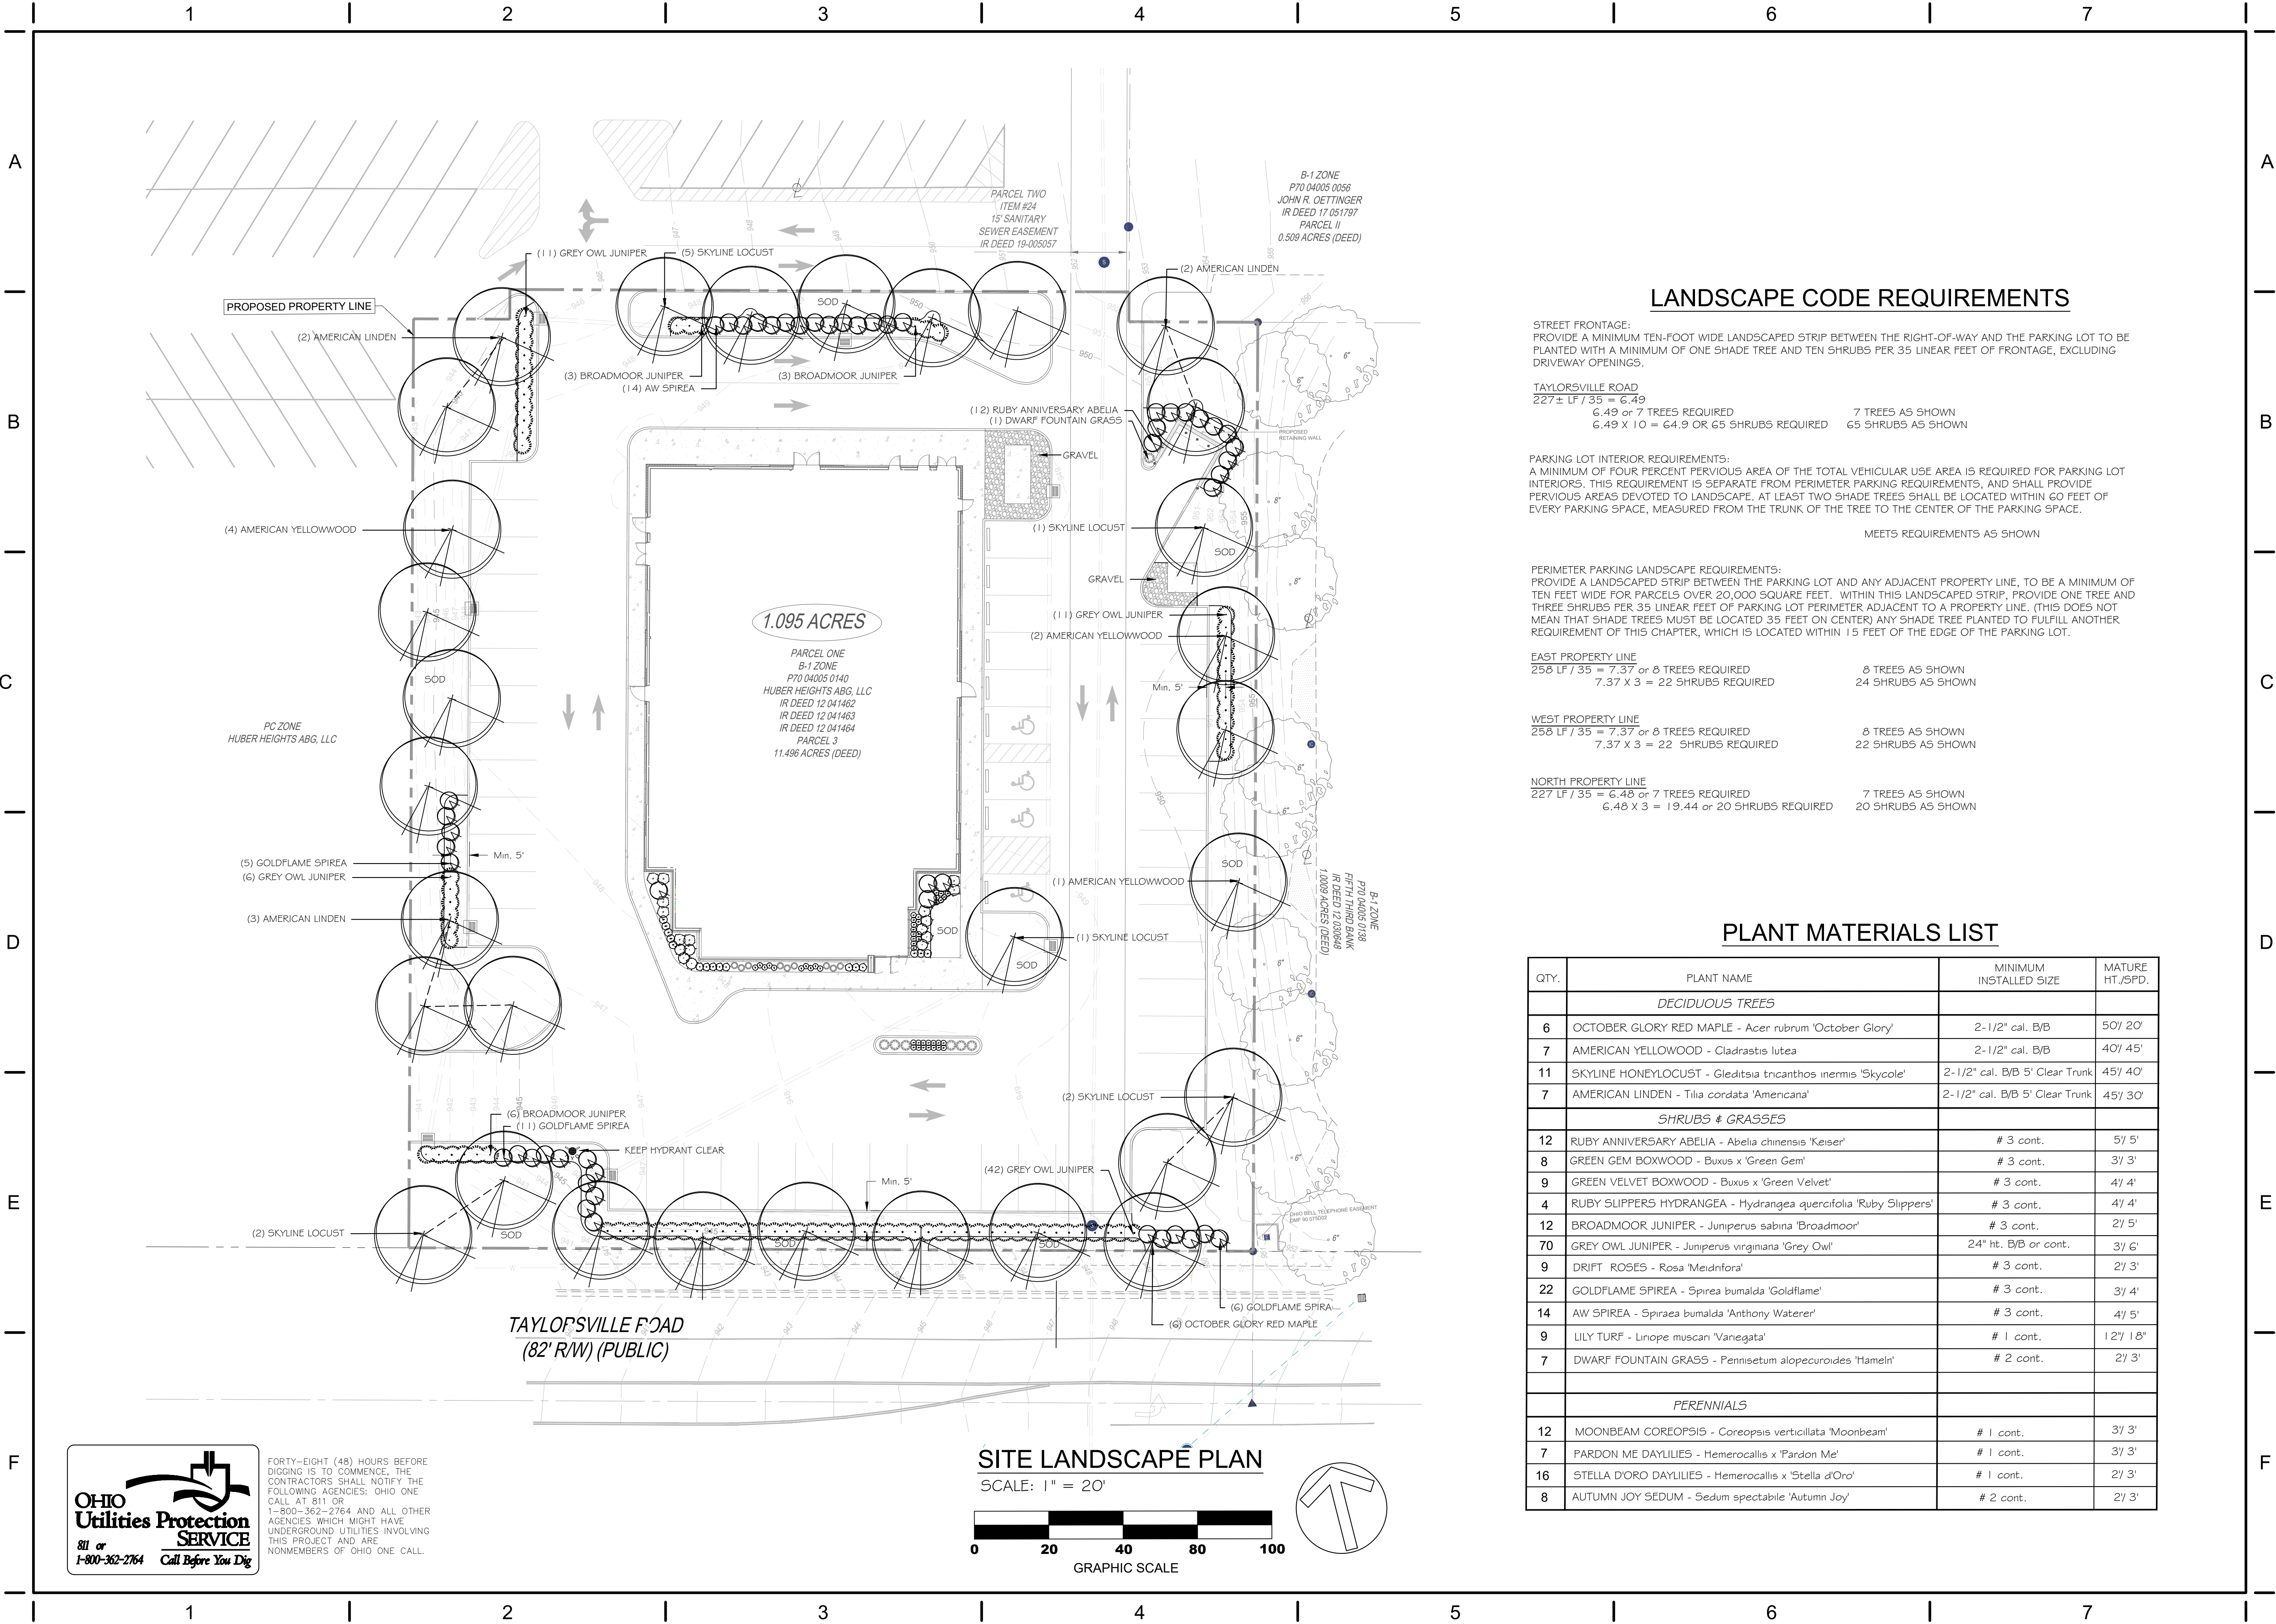 1 2 3 4 5 6 7
A
B
C
D
E
F
A
B
C
D
E
F
PARCEL TWO
ITEM #24
15' SANITARY
SEWER EASEMENT
IR DEED 19-005057
B-1 ZONE
P70 04005 0056
JOHN R. OETTINGER
IR DEED 17 051797
PARCEL II
0.509 ACRES (DEED)
(11) GREY OWL JUNIPER
(5) SKYLINE LOCUST
(2) AMERICAN LINDEN
PROPOSED PROPERTY LINE
SOD
(2) AMERICAN LINDEN
(3) BROADMOOR JUNIPER
(14) AW SPIREA
(3) BROADMOOR JUNIPER
(12) RUBY ANNIVERSARY ABELIA
(1) DWARF FOUNTAIN GRASS
PROPOSED
RETAINING WALL
GRAVEL
(4) AMERICAN YELLOWWOOD
(1) SKYLINE LOCUST
SOD
GRAVEL
(11) GREY OWL JUNIPER
(2) AMERICAN YELLOWWOOD
Min. 5'
1.095 ACRES
PARCEL ONE
B-1 ZONE
P70 04005 0140
HUBER HEIGHTS ABG, LLC
IR DEED 12 041462
IR DEED 12 041463
IR DEED 12 041464
PARCEL 3
11.496 ACRES (DEED)
SOD
PC ZONE
HUBER HEIGHTS ABG, LLC
(5) GOLDFLAME SPIREA
(6) GREY OWL JUNIPER
Min. 5'
(3) AMERICAN LINDEN
SOD
(1) AMERICAN YELLOWWOOD
SOD
(1) SKYLINE LOCUST
SOD
B-1 ZONE
P70 04005 0138
FIFTH THIRD BANK
IR DEED 12 030648
1.0009 ACRES (DEED)
(2) SKYLINE LOCUST
(6) BROADMOOR JUNIPER
(11) GOLDFLAME SPIREA
KEEP HYDRANT CLEAR
(42) GREY OWL JUNIPER
Min. 5'
(2) SKYLINE LOCUST
SOD
SOD
SOD
OHIO BELL TELEPHONE EASEMENT
DMF 90 0750D2
(6) GOLDFLAME SPIRA
(6) OCTOBER GLORY RED MAPLE
TAYLORSVILLE ROAD
(82' R/W) (PUBLIC)
LANDSCAPE CODE REQUIREMENTS
STREET FRONTAGE:
PROVIDE A MINIMUM TEN-FOOT WIDE LANDSCAPED STRIP BETWEEN THE RIGHT-OF-WAY AND THE PARKING LOT TO BE
PLANTED WITH A MINIMUM OF ONE SHADE TREE AND TEN SHRUBS PER 35 LINEAR FEET OF FRONTAGE, EXCLUDING
DRIVEWAY OPENINGS.
TAYLORSVILLE ROAD
227± LF / 35 = 6.49
6.49 or 7 TREES REQUIRED 7 TREES AS SHOWN
6.49 X 10 = 64.9 OR 65 SHRUBS REQUIRED 65 SHRUBS AS SHOWN
PARKING LOT INTERIOR REQUIREMENTS:
A MINIMUM OF FOUR PERCENT PERVIOUS AREA OF THE TOTAL VEHICULAR USE AREA IS REQUIRED FOR PARKING LOT
INTERIORS. THIS REQUIREMENT IS SEPARATE FROM PERIMETER PARKING REQUIREMENTS, AND SHALL PROVIDE
PERVIOUS AREAS DEVOTED TO LANDSCAPE. AT LEAST TWO SHADE TREES SHALL BE LOCATED WITHIN 60 FEET OF
EVERY PARKING SPACE, MEASURED FROM THE TRUNK OF THE TREE TO THE CENTER OF THE PARKING SPACE.
MEETS REQUIREMENTS AS SHOWN
PERIMETER PARKING LANDSCAPE REQUIREMENTS:
PROVIDE A LANDSCAPED STRIP BETWEEN THE PARKING LOT AND ANY ADJACENT PROPERTY LINE, TO BE A MINIMUM OF
TEN FEET WIDE FOR PARCELS OVER 20,000 SQUARE FEET. WITHIN THIS LANDSCAPED STRIP, PROVIDE ONE TREE AND
THREE SHRUBS PER 35 LINEAR FEET OF PARKING LOT PERIMETER ADJACENT TO A PROPERTY LINE. (THIS DOES NOT
MEAN THAT SHADE TREES MUST BE LOCATED 35 FEET ON CENTER) ANY SHADE TREE PLANTED TO FULFILL ANOTHER
REQUIREMENT OF THIS CHAPTER, WHICH IS LOCATED WITHIN 15 FEET OF THE EDGE OF THE PARKING LOT.
EAST PROPERTY LINE
258 LF / 35 = 7.37 or 8 TREES REQUIRED 8 TREES AS SHOWN
7.37 X 3 = 22 SHRUBS REQUIRED 24 SHRUBS AS SHOWN
WEST PROPERTY LINE
258 LF / 35 = 7.37 or 8 TREES REQUIRED 8 TREES AS SHOWN
7.37 X 3 = 22 SHRUBS REQUIRED 22 SHRUBS AS SHOWN
NORTH PROPERTY LINE
227 LF / 35 = 6.48 or 7 TREES REQUIRED 7 TREES AS SHOWN
6.48 X 3 = 19.44 or 20 SHRUBS REQUIRED 20 SHRUBS AS SHOWN
PLANT MATERIALS LIST
QTY. PLANT NAME MINIMUM INSTALLED SIZE MATURE HT./SPD.
DECIDUOUS TREES
6 OCTOBER GLORY RED MAPLE - Acer rubrum 'October Glory' 2-1/2" cal. B/B 50'/ 20'
7 AMERICAN YELLOWOOD - Cladrastis lutea 2-1/2" cal. B/B 40'/ 45'
11 SKYLINE HONEYLOCUST - Gleditsia tricanthos inermis 'Skycole' 2-1/2" cal. B/B 5' Clear Trunk 45'/ 40'
7 AMERICAN LINDEN - Tilia cordata 'Americana' 2-1/2" cal. B/B 5' Clear Trunk 45'/ 30'
SHRUBS & GRASSES
12 RUBY ANNIVERSARY ABELIA - Abelia chinensis 'Keiser' # 3 cont. 5'/ 5'
8 GREEN GEM BOXWOOD - Buxus x 'Green Gem' # 3 cont. 3'/ 3'
9 GREEN VELVET BOXWOOD - Buxus x 'Green Velvet' # 3 cont. 4'/ 4'
4 RUBY SLIPPERS HYDRANGEA - Hydrangea quercifolia 'Ruby Slippers' # 3 cont. 4'/ 4'
12 BROADMOOR JUNIPER - Juniperus sabina 'Broadmoor' # 3 cont. 2'/ 5'
70 GREY OWL JUNIPER - Juniperus virginiana 'Grey Owl' 24" ht. B/B or cont. 3'/ 6'
9 DRIFT ROSES - Rosa 'Meidrifora' # 3 cont. 2'/ 3'
22 GOLDFLAME SPIREA - Spirea bumalda 'Goldflame' # 3 cont. 3'/ 4'
14 AW SPIREA - Spiraea bumalda 'Anthony Waterer' # 3 cont. 4'/ 5'
9 LILY TURF - Liriope muscari 'Variegata' # 1 cont. 12"/ 18"
7 DWARF FOUNTAIN GRASS - Pennisetum alopecuroides 'Hameln' # 2 cont. 2'/ 3'
PERENNIALS
12 MOONBEAM COREOPSIS - Coreopsis verticillata 'Moonbeam' # 1 cont. 3'/ 3'
7 PARDON ME DAYLILIES - Hemerocallis x 'Pardon Me' # 1 cont. 3'/ 3'
16 STELLA D'ORO DAYLILIES - Hemerocallis x 'Stella d'Oro' # 1 cont. 2'/ 3'
8 AUTUMN JOY SEDUM - Sedum spectabile 'Autumn Joy' # 2 cont. 2'/ 3'
OHIO
Utilities Protection
SERVICE
811 or
1-800-362-2764
Call Before You Dig
FORTY-EIGHT (48) HOURS BEFORE
DIGGING IS TO COMMENCE, THE
CONTRACTORS SHALL NOTIFY THE
FOLLOWING AGENCIES: OHIO ONE
CALL AT 811 OR
1-800-362-2764 AND ALL OTHER
AGENCIES WHICH MIGHT HAVE
UNDERGROUND UTILITIES INVOLVING
THIS PROJECT AND ARE
NONMEMBERS OF OHIO ONE CALL.
SITE LANDSCAPE PLAN
SCALE: 1" = 20'
0 20 40 80 100
GRAPHIC SCALE
1 2 3 4 5 6 7